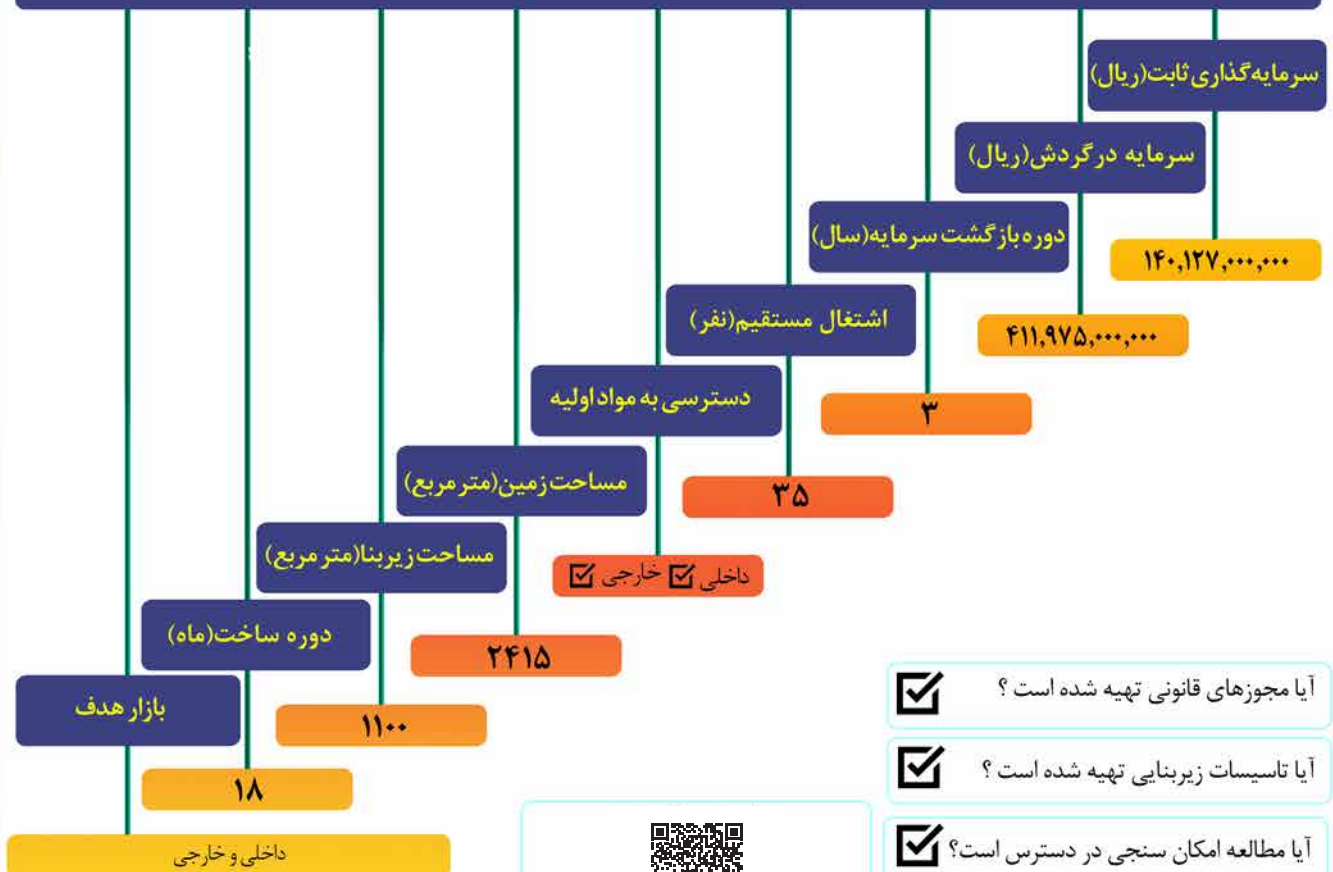 سرمایه‌گذاری ثابت(ریال)
۱۴۰,۱۲۷,۰۰۰,۰۰۰
سرمایه در گردش(ریال)
۴۱۱,۹۷۵,۰۰۰,۰۰۰
دوره بازگشت سرمایه(سال)
۳
اشتغال مستقیم(نفر)
۳۵
دسترسی به مواد اولیه
داخلی ☑ خارجی ☑
مساحت زمین(متر مربع)
۲۴۱۵
مساحت زیربنا(متر مربع)
۱۱۰۰
دوره ساخت(ماه)
۱۸
بازار هدف
داخلی و خارجی
آیا مجوزهای قانونی تهیه شده است ؟ ☑
آیا تاسیسات زیربنایی تهیه شده است ؟ ☑
آیا مطالعه امکان سنجی در دسترس است؟ ☑